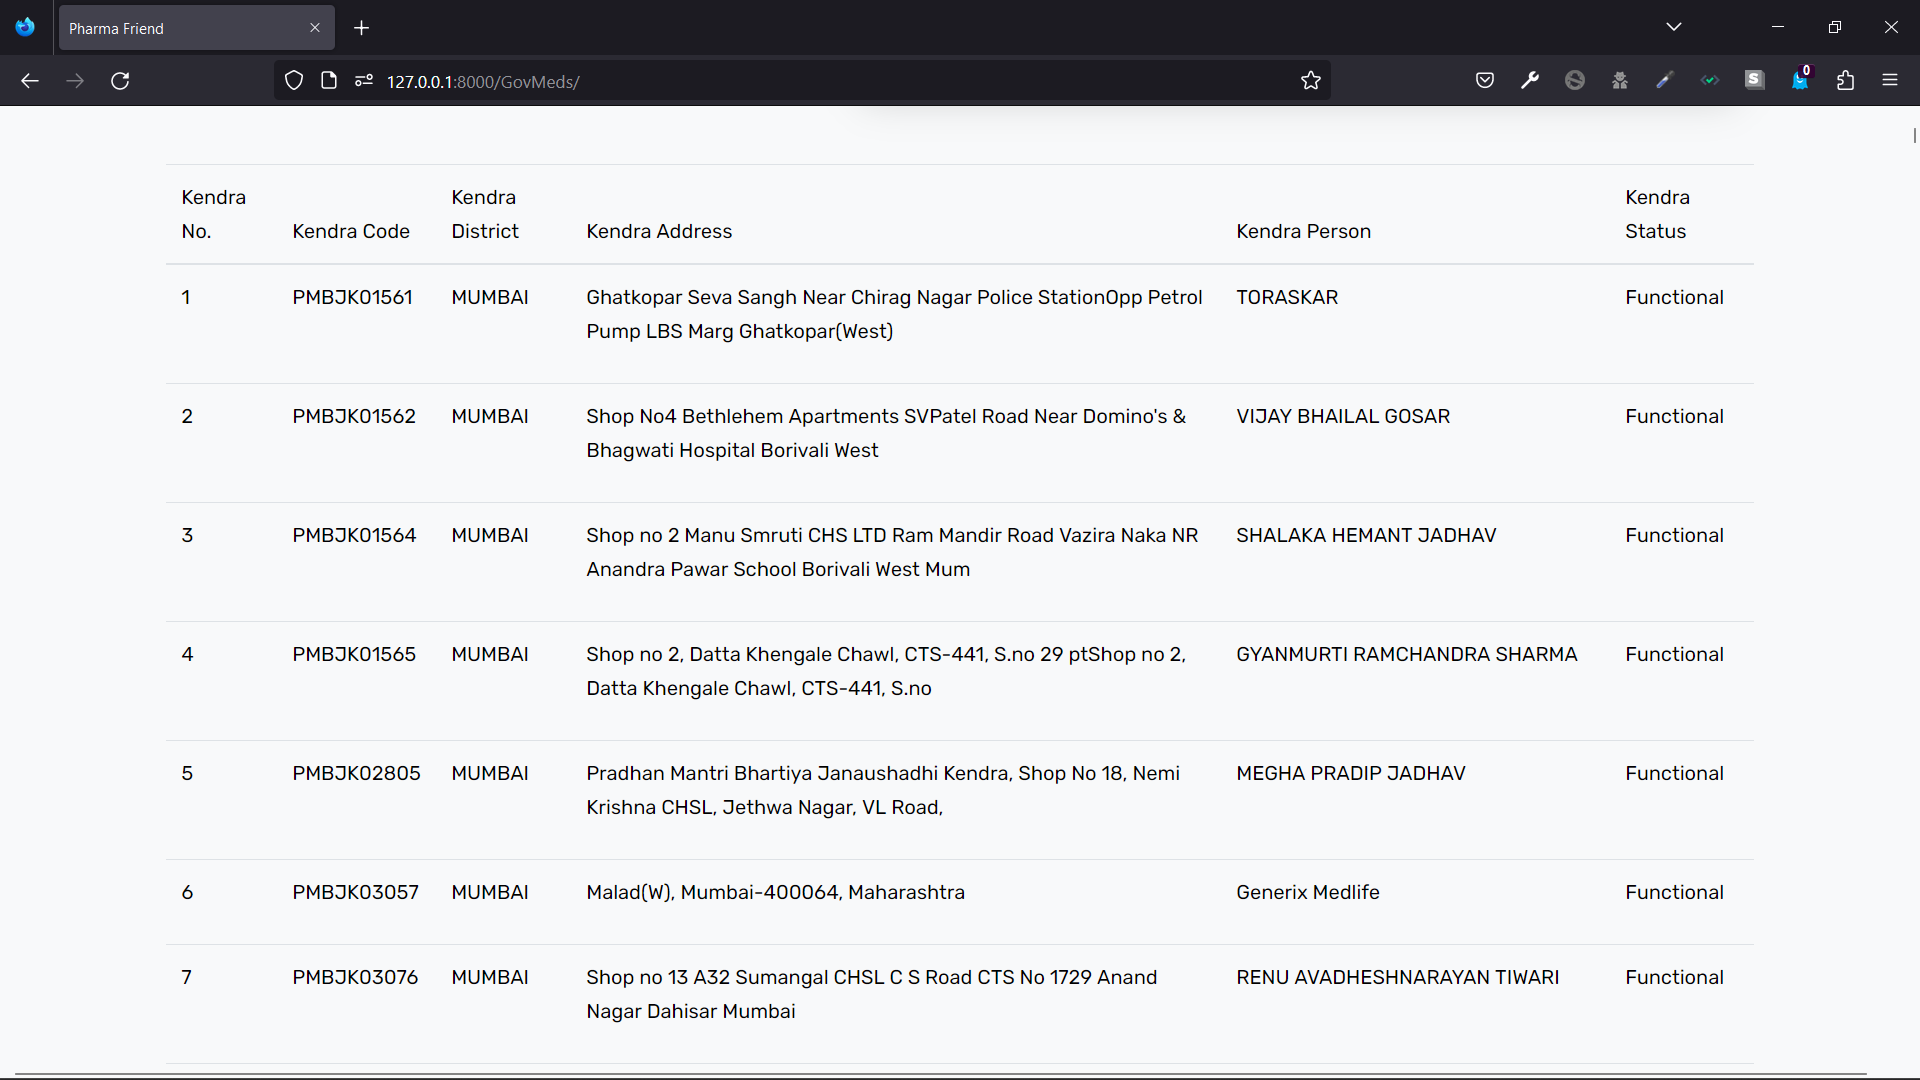 Pharma Friend
127.0.0.1:8000/GovMeds/
S
0
Kendra No.
Kendra Code
Kendra District
Kendra Address
Kendra Person
Kendra Status
1
PMBJK01561
MUMBAI
Ghatkopar Seva Sangh Near Chirag Nagar Police StationOpp Petrol
Pump LBS Marg Ghatkopar(West)
TORASKAR
Functional
2
PMBJK01562
MUMBAI
Shop No4 Bethlehem Apartments SVPatel Road Near Domino's &
Bhagwati Hospital Borivali West
VIJAY BHAILAL GOSAR
Functional
3
PMBJK01564
MUMBAI
Shop no 2 Manu Smruti CHS LTD Ram Mandir Road Vazira Naka NR
Anandra Pawar School Borivali West Mum
SHALAKA HEMANT JADHAV
Functional
4
PMBJK01565
MUMBAI
Shop no 2, Datta Khengale Chawl, CTS-441, S.no 29 ptShop no 2,
Datta Khengale Chawl, CTS-441, S.no
GYANMURTI RAMCHANDRA SHARMA
Functional
5
PMBJK02805
MUMBAI
Pradhan Mantri Bhartiya Janaushadhi Kendra, Shop No 18, Nemi
Krishna CHSL, Jethwa Nagar, VL Road,
MEGHA PRADIP JADHAV
Functional
6
PMBJK03057
MUMBAI
Malad(W), Mumbai-400064, Maharashtra
Generix Medlife
Functional
7
PMBJK03076
MUMBAI
Shop no 13 A32 Sumangal CHSL C S Road CTS No 1729 Anand
Nagar Dahisar Mumbai
RENU AVADHESHNARAYAN TIWARI
Functional